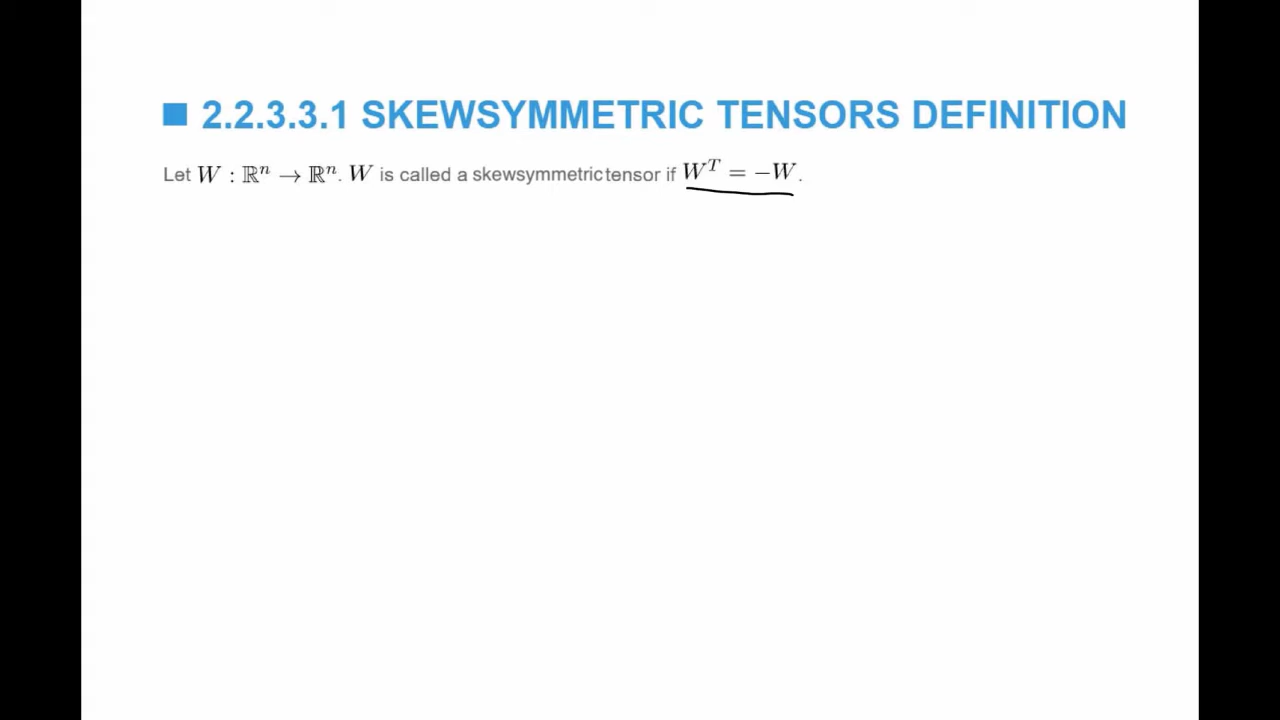 2.2.3.3.1 SKEWSYMMETRIC TENSORS DEFINITION
Let W : ℝⁿ → ℝⁿ. W is called a skewsymmetric tensor if Wᵀ = −W.